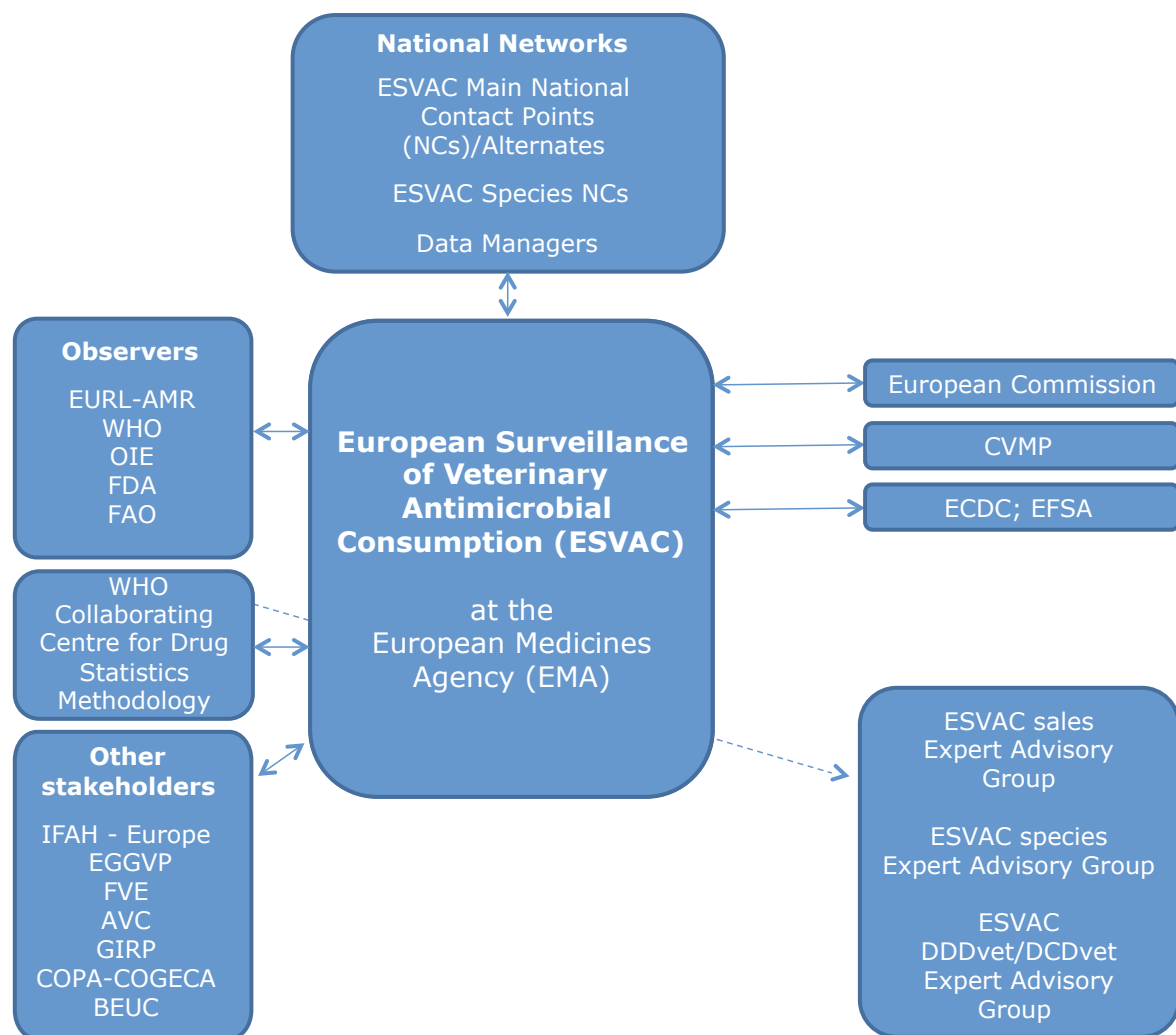 National Networks
ESVAC Main National
Contact Points
(NCs)/Alternates
ESVAC Species NCs
Data Managers
Observers
EURL-AMR
WHO
OIE
FDA
FAO
WHO
Collaborating
Centre for Drug
Statistics
Methodology
Other
stakeholders
IFAH - Europe
EGGVP
FVE
AVC
GIRP
COPA-COGECA
BEUC
European Surveillance
of Veterinary
Antimicrobial
Consumption (ESVAC)
at the
European Medicines
Agency (EMA)
European Commission
CVMP
ECDC; EFSA
ESVAC sales
Expert Advisory
Group
ESVAC species
Expert Advisory Group
ESVAC
DDDvet/DCDvet
Expert Advisory
Group